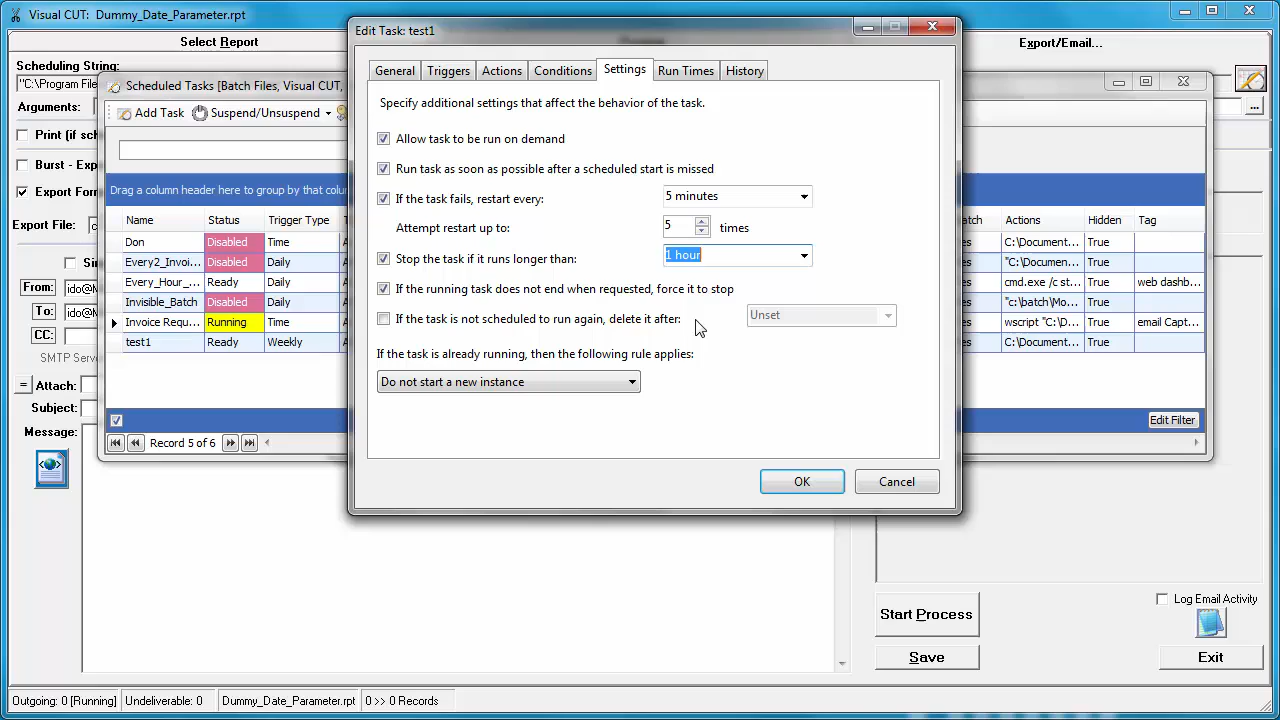 Visual CUT: Dummy_Date_Parameter.rpt
Select Report
Export/Email...
Scheduling String:
"C:\Program Files
Arguments:
...
Print (if sch
Burst - Exp
Export Form
Export File:
Sin
From: ido@M
To: ido@M
CC:
SMTP Serve
= Attach:
Subject:
Message:
Scheduled Tasks [Batch Files, Visual CUT,
Add Task Suspend/Unsuspend
Drag a column header here to group by that colum
Name Status Trigger Type
Actions Hidden Tag
Don Disabled Time
C:\Document... True
Every2_Invoi... Disabled Daily
"C:\Documen... True
Every_Hour_... Ready Daily
cmd.exe /c st... True web dashb...
Invisible_Batch Disabled Daily
"c:\batch\Mo... True
Invoice Requ... Running Time
wscript "C:\D... True email Capt...
test1 Ready Weekly
C:\Document... True
Edit Filter
Record 5 of 6
Edit Task: test1
General Triggers Actions Conditions Settings Run Times History
Specify additional settings that affect the behavior of the task.
Allow task to be run on demand
Run task as soon as possible after a scheduled start is missed
If the task fails, restart every: 5 minutes
Attempt restart up to: 5 times
Stop the task if it runs longer than: 1 hour
If the running task does not end when requested, force it to stop
If the task is not scheduled to run again, delete it after: Unset
If the task is already running, then the following rule applies:
Do not start a new instance
OK Cancel
Start Process
Save
Log Email Activity
Exit
Outgoing: 0 [Running] Undeliverable: 0 Dummy_Date_Parameter.rpt 0 >> 0 Records